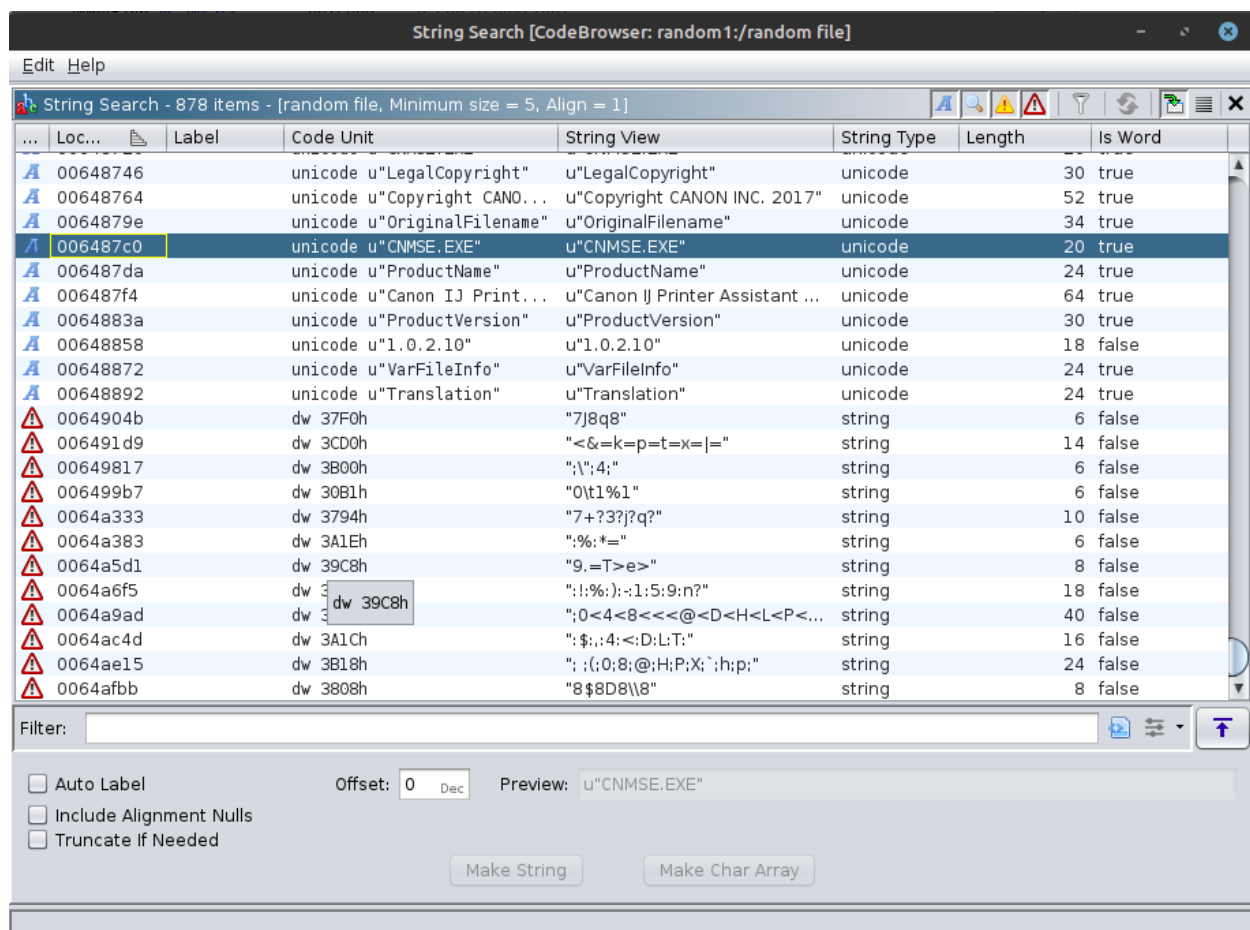 String Search [CodeBrowser: random1:/random file]
Edit Help
String Search - 878 items - [random file, Minimum size = 5, Align = 1]
... Loc... Label Code Unit String View String Type Length Is Word
00648746 unicode u"LegalCopyright" u"LegalCopyright" unicode 30 true
00648764 unicode u"Copyright CANO... u"Copyright CANON INC. 2017" unicode 52 true
0064879e unicode u"OriginalFilename" u"OriginalFilename" unicode 34 true
006487c0 unicode u"CNMSE.EXE" u"CNMSE.EXE" unicode 20 true
006487da unicode u"ProductName" u"ProductName" unicode 24 true
006487f4 unicode u"Canon IJ Print... u"Canon IJ Printer Assistant ... unicode 64 true
0064883a unicode u"ProductVersion" u"ProductVersion" unicode 30 true
00648858 unicode u"1.0.2.10" u"1.0.2.10" unicode 18 false
00648872 unicode u"VarFileInfo" u"VarFileInfo" unicode 24 true
00648892 unicode u"Translation" u"Translation" unicode 24 true
0064904b dw 37F0h "7J8q8" string 6 false
006491d9 dw 3CD0h "<&=k=p=t=x=|=" string 14 false
00649817 dw 3B00h ";\";4;" string 6 false
006499b7 dw 30B1h "0\t1%1" string 6 false
0064a333 dw 3794h "7+?3?j?q?" string 10 false
0064a383 dw 3A1Eh ":%:*=" string 6 false
0064a5d1 dw 39C8h "9.=T>e>" string 8 false
0064a6f5 dw 3 ":!:%:):-:1:5:9:n?" string 18 false
dw 39C8h
0064a9ad dw 3 ";0<4<8<<<@<D<H<L<P<... string 40 false
0064ac4d dw 3A1Ch ":$:,:4:<:D:L:T:" string 16 false
0064ae15 dw 3B18h "; ;(;0;8;@;H;P;X;`;h;p;" string 24 false
0064afbb dw 3808h "8$8D8\\8" string 8 false
Filter:
Auto Label Offset: 0 Dec Preview: u"CNMSE.EXE"
Include Alignment Nulls
Truncate If Needed
Make String Make Char Array